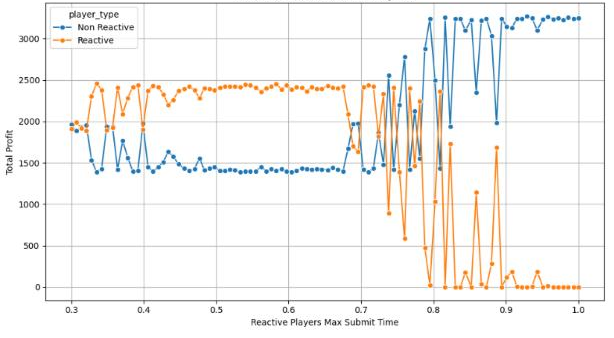 player_type
Non Reactive
Reactive
Total Profit
3000
2500
2000
1500
1000
500
0
0.3 0.4 0.5 0.6 0.7 0.8 0.9 1.0
Reactive Players Max Submit Time